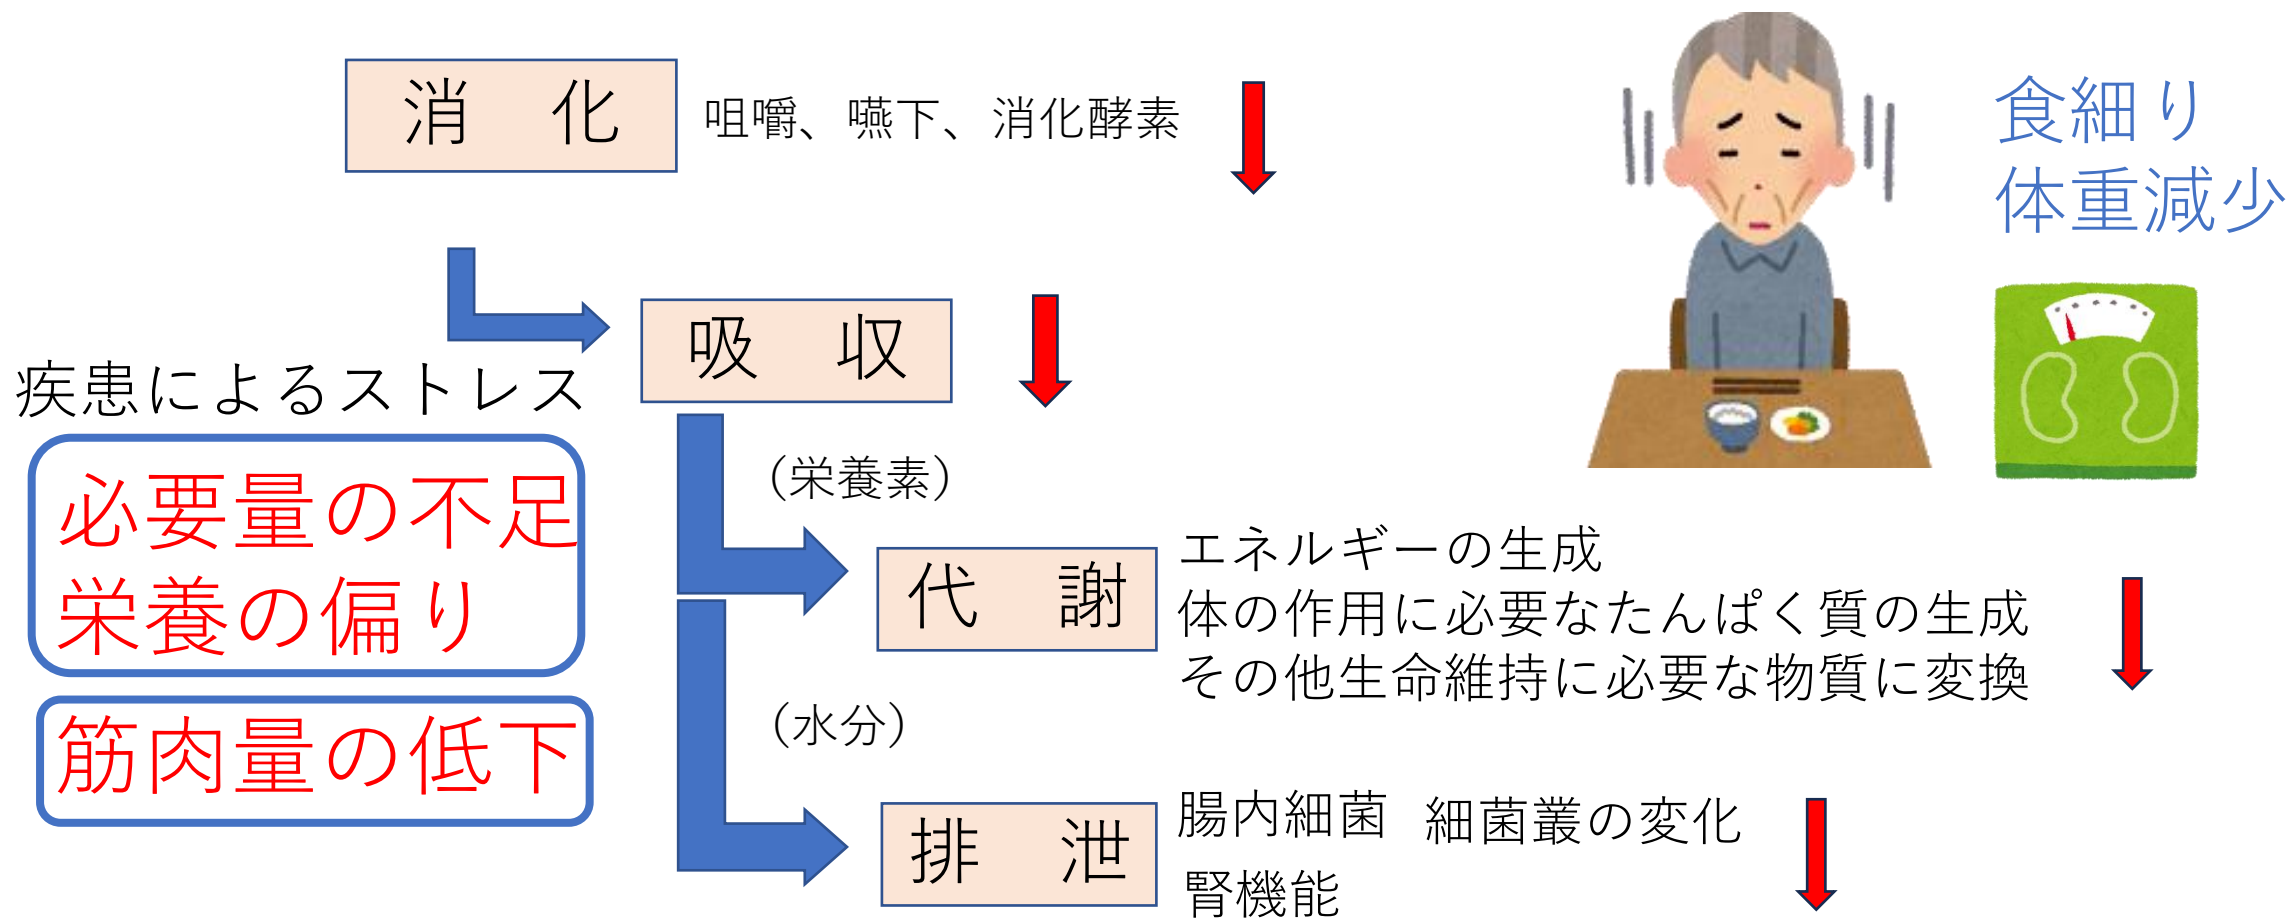 消 化
咀嚼、嚥下、消化酵素
食細り
体重減少
吸 収
疾患によるストレス
必要量の不足
栄養の偏り
筋肉量の低下
（栄養素）
代 謝
エネルギーの生成
体の作用に必要なたんぱく質の生成
その他生命維持に必要な物質に変換
（水分）
排 泄
腸内細菌 細菌叢の変化
腎機能